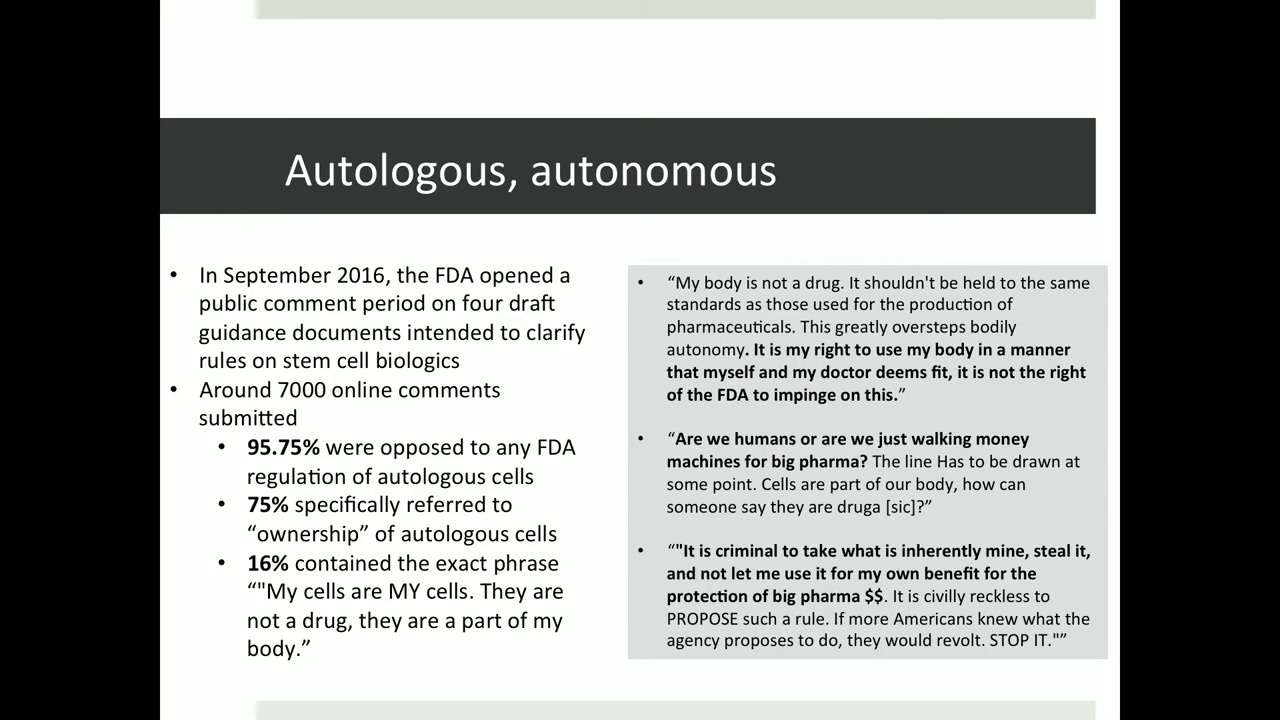 Autologous, autonomous
• In September 2016, the FDA opened a
public comment period on four draft
guidance documents intended to clarify
rules on stem cell biologics
• Around 7000 online comments
submitted
• 95.75% were opposed to any FDA
regulation of autologous cells
• 75% specifically referred to
“ownership” of autologous cells
• 16% contained the exact phrase
“"My cells are MY cells. They are
not a drug, they are a part of my
body.”
• “My body is not a drug. It shouldn't be held to the same
standards as those used for the production of
pharmaceuticals. This greatly oversteps bodily
autonomy. It is my right to use my body in a manner
that myself and my doctor deems fit, it is not the right
of the FDA to impinge on this.”
• “Are we humans or are we just walking money
machines for big pharma? The line Has to be drawn at
some point. Cells are part of our body, how can
someone say they are druga [sic]?”
• “"It is criminal to take what is inherently mine, steal it,
and not let me use it for my own benefit for the
protection of big pharma $$. It is civilly reckless to
PROPOSE such a rule. If more Americans knew what the
agency proposes to do, they would revolt. STOP IT."”